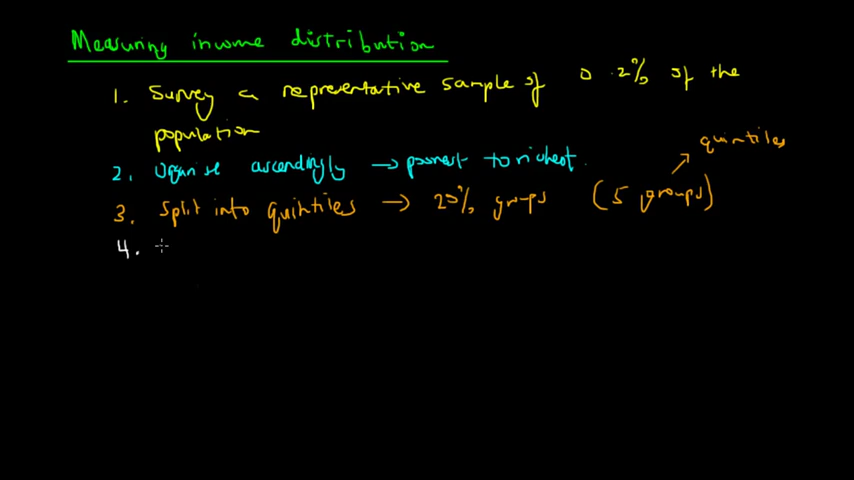 Measuring income distribution
1. Survey a representative sample of 0.2% of the
population
2. Organise ascendingly → poorest to richest.
quintiles
3. Split into quintiles → 20% groups (5 groups)
4.